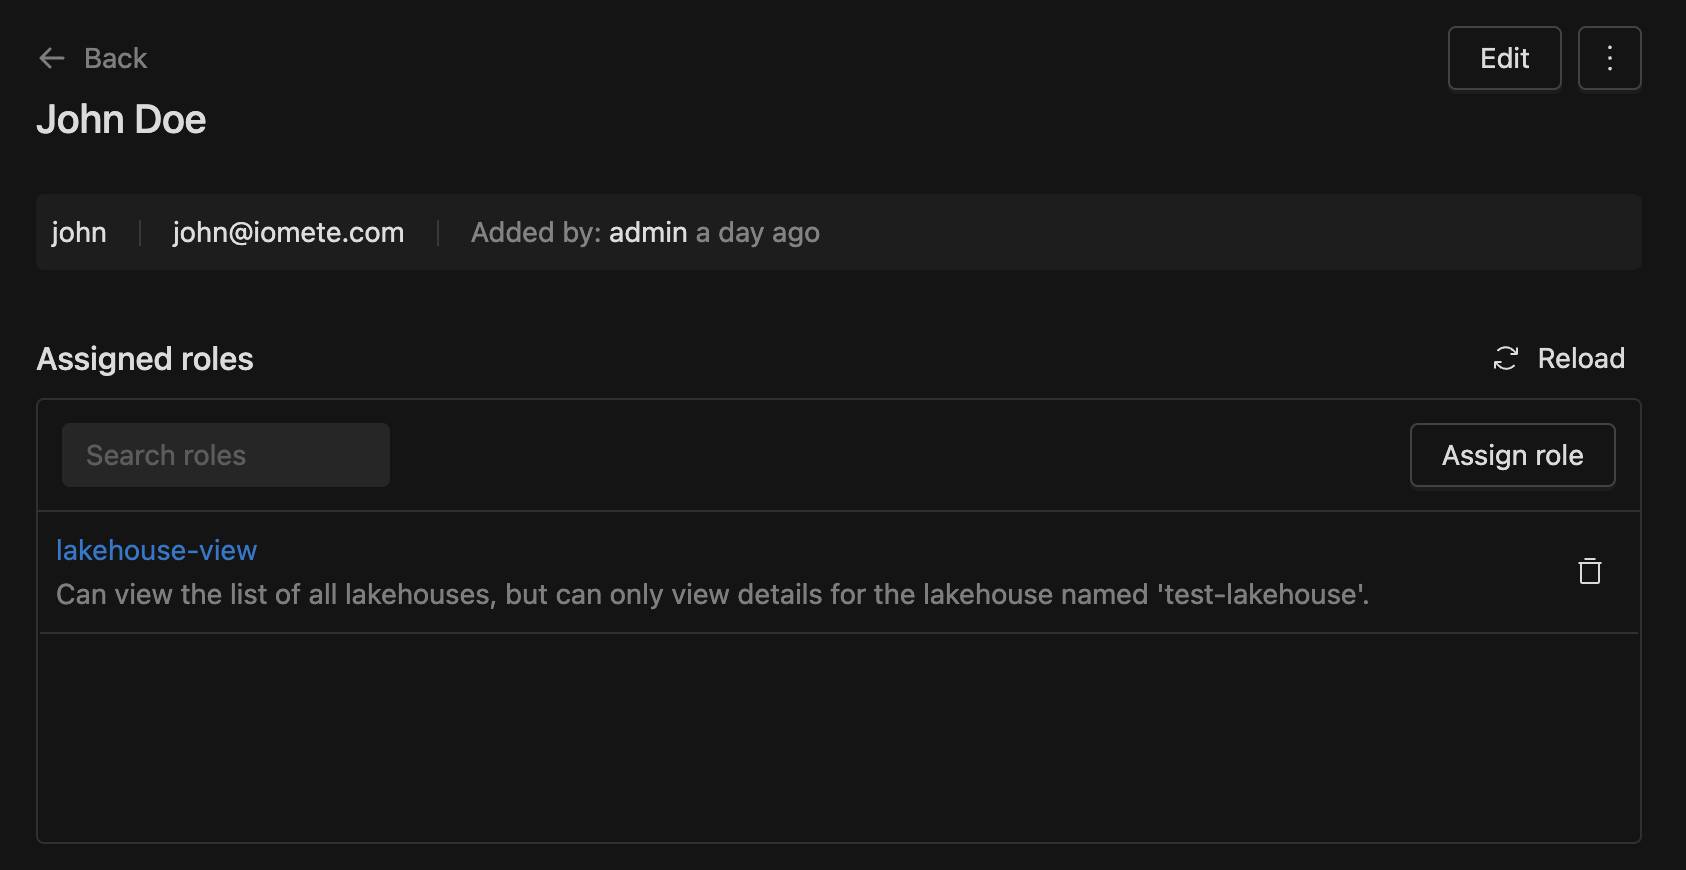 Back
Edit
John Doe
john
john@iomete.com
Added by: admin a day ago
Assigned roles
Reload
Search roles
Assign role
lakehouse-view
Can view the list of all lakehouses, but can only view details for the lakehouse named 'test-lakehouse'.